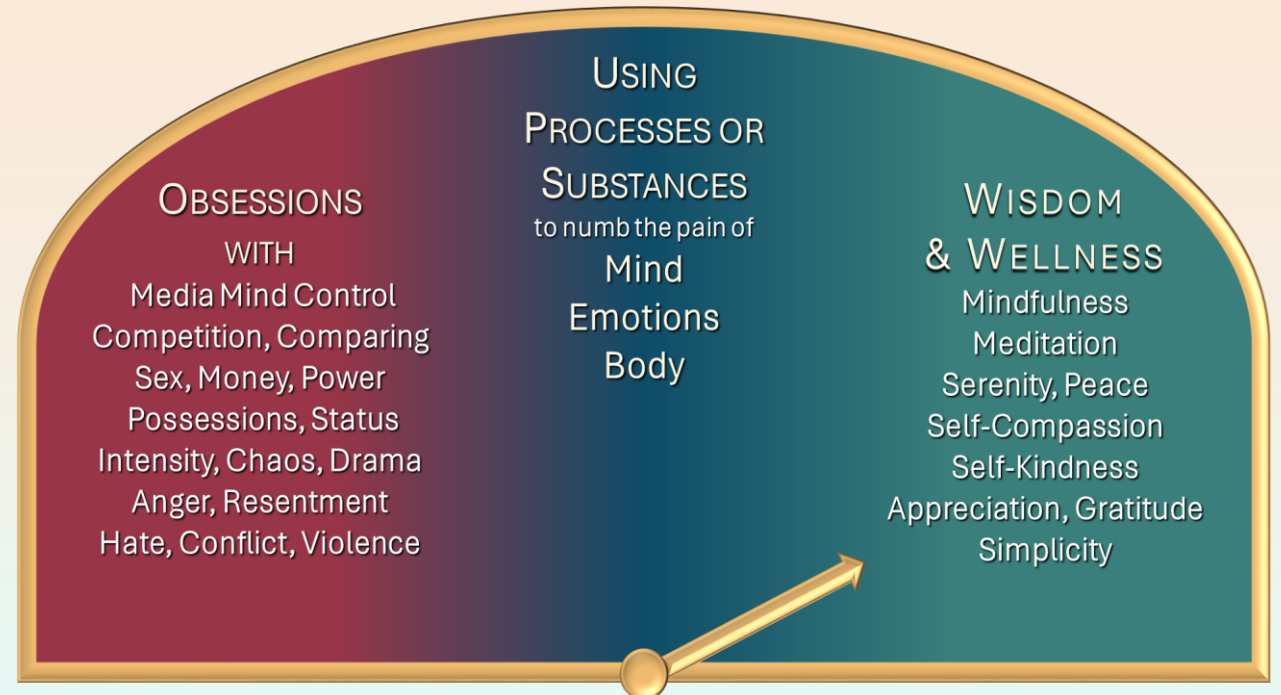 OBSESSIONS
WITH
Media Mind Control
Competition, Comparing
Sex, Money, Power
Possessions, Status
Intensity, Chaos, Drama
Anger, Resentment
Hate, Conflict, Violence
USING
PROCESSES OR
SUBSTANCES
to numb the pain of
Mind
Emotions
Body
WISDOM
& WELLNESS
Mindfulness
Meditation
Serenity, Peace
Self-Compassion
Self-Kindness
Appreciation, Gratitude
Simplicity